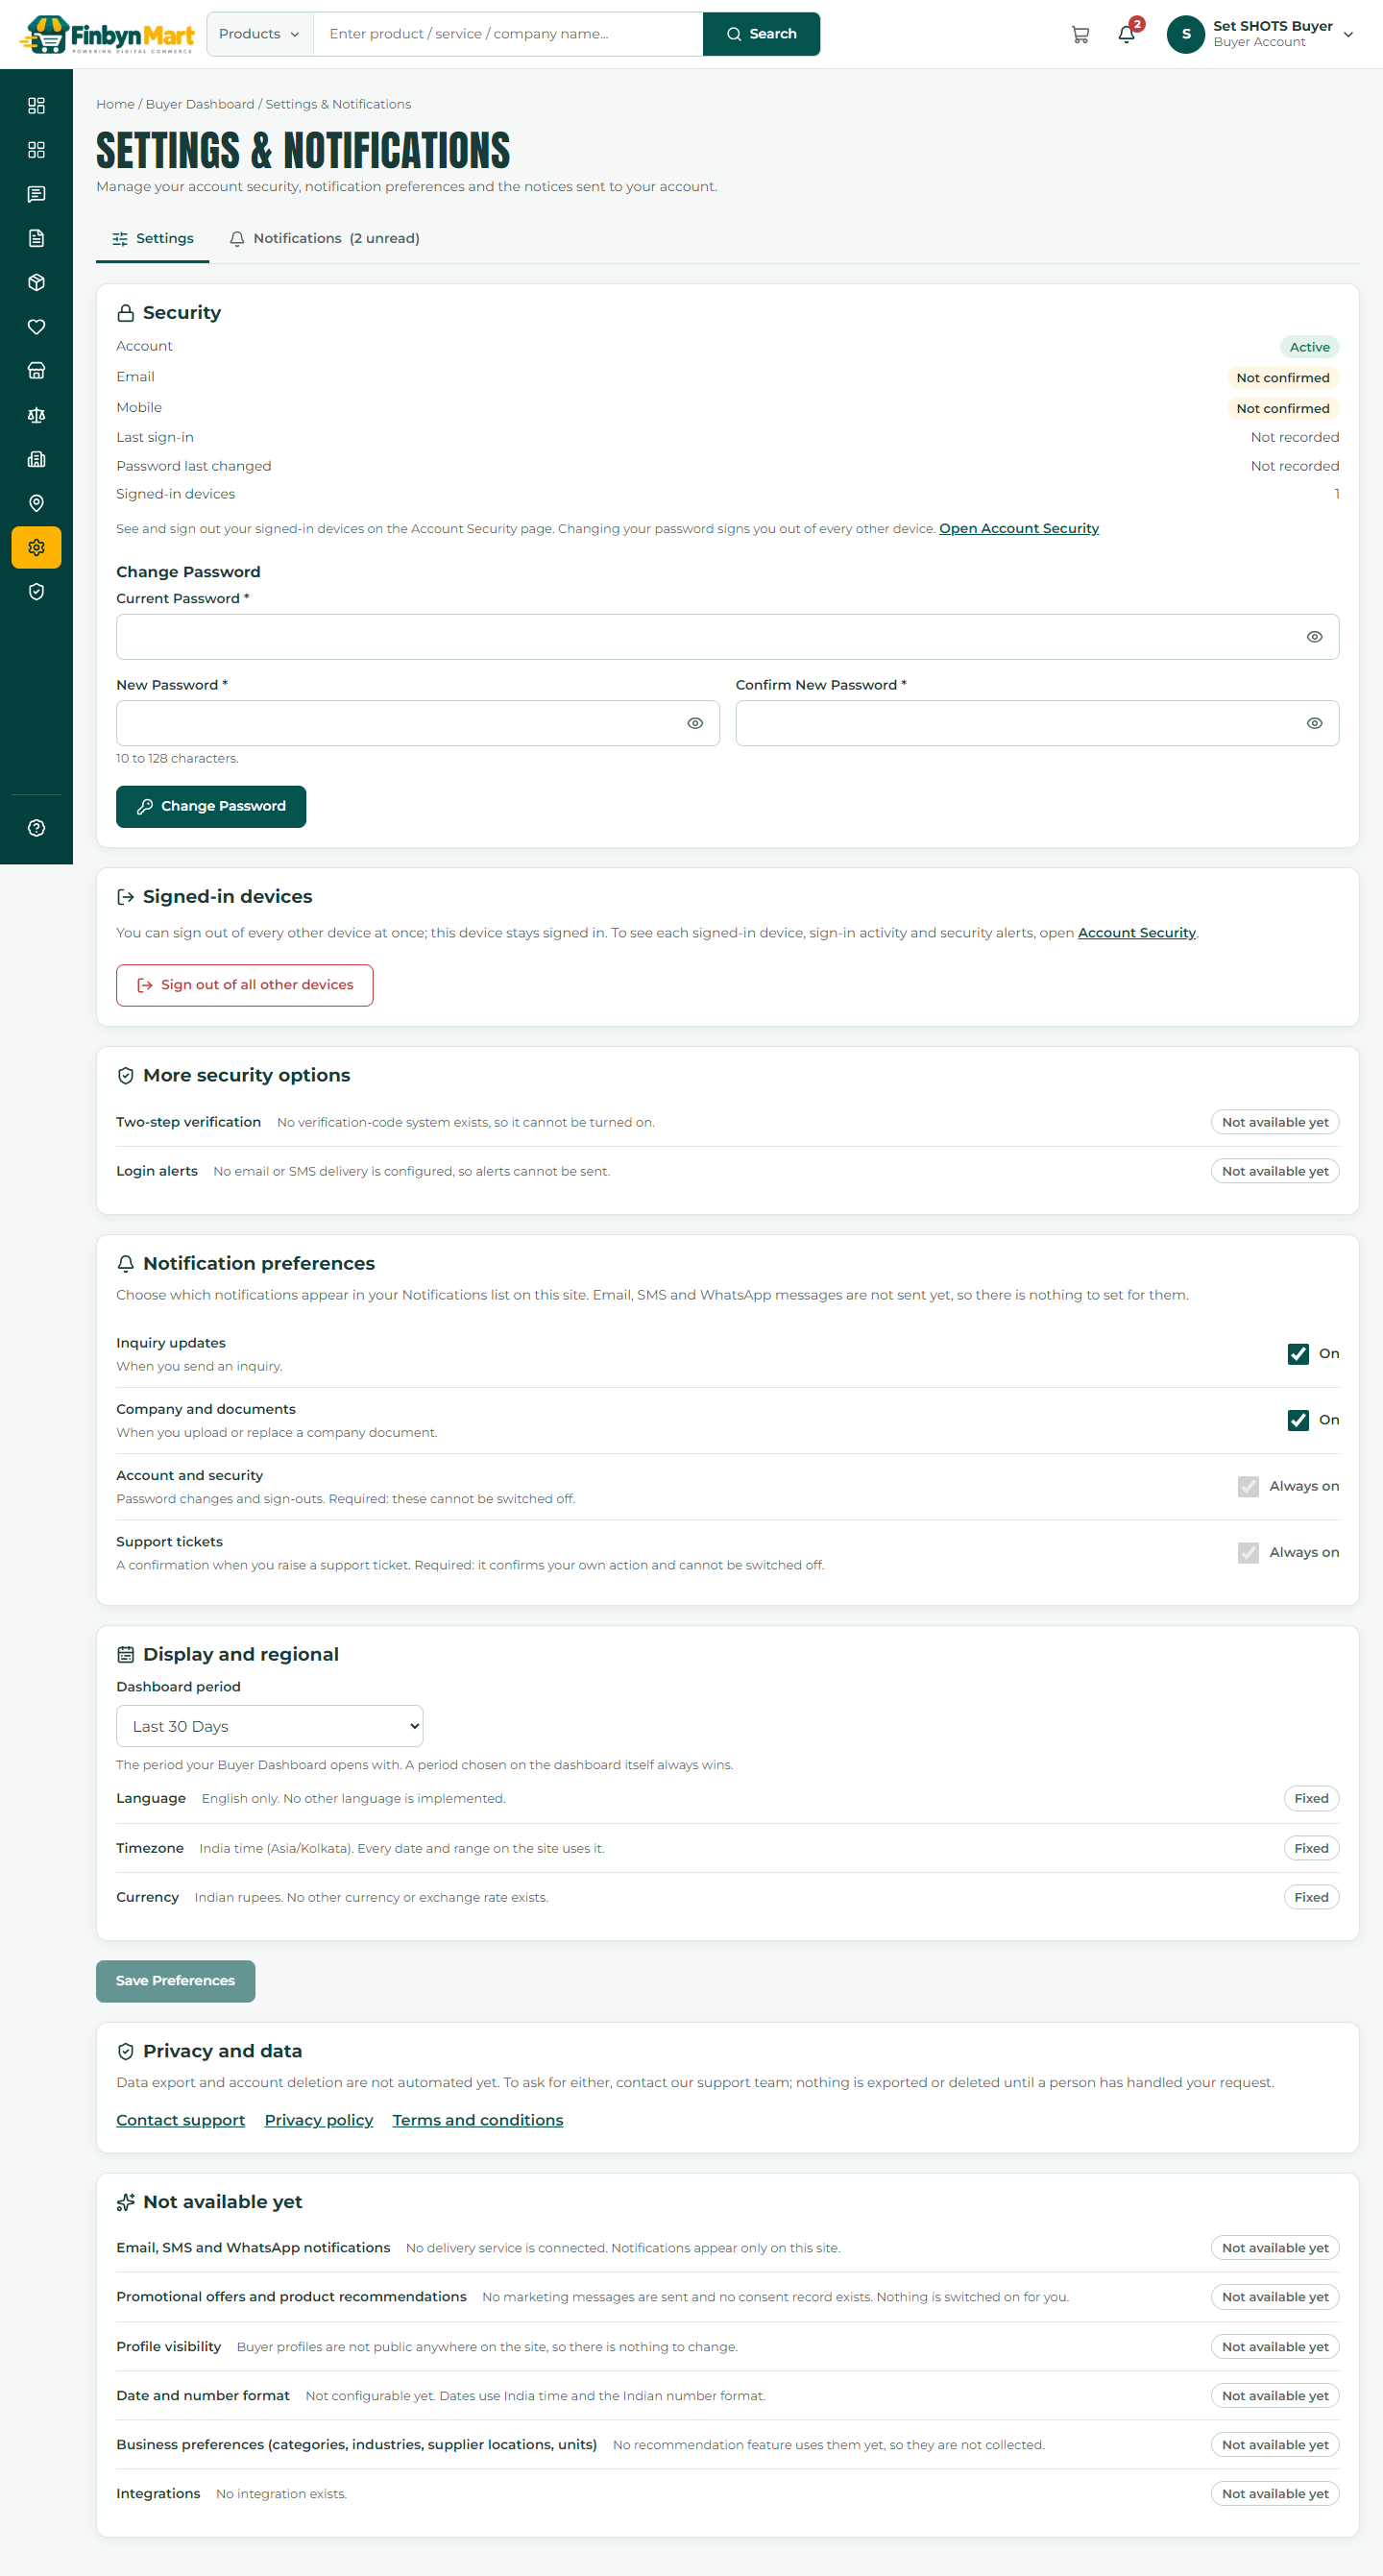 FinbynMart
POWERING DIGITAL COMMERCE
Products
Enter product / service / company name...
Search
2
S
Set SHOTS Buyer
Buyer Account
Home / Buyer Dashboard / Settings & Notifications
SETTINGS & NOTIFICATIONS
Manage your account security, notification preferences and the notices sent to your account.
Settings
Notifications (2 unread)
Security
Account Active
Email Not confirmed
Mobile Not confirmed
Last sign-in Not recorded
Password last changed Not recorded
Signed-in devices 1
See and sign out your signed-in devices on the Account Security page. Changing your password signs you out of every other device. Open Account Security
Change Password
Current Password *
New Password * Confirm New Password *
10 to 128 characters.
Change Password
Signed-in devices
You can sign out of every other device at once; this device stays signed in. To see each signed-in device, sign-in activity and security alerts, open Account Security.
Sign out of all other devices
More security options
Two-step verification No verification-code system exists, so it cannot be turned on. Not available yet
Login alerts No email or SMS delivery is configured, so alerts cannot be sent. Not available yet
Notification preferences
Choose which notifications appear in your Notifications list on this site. Email, SMS and WhatsApp messages are not sent yet, so there is nothing to set for them.
Inquiry updates
When you send an inquiry.
On
Company and documents
When you upload or replace a company document.
On
Account and security
Password changes and sign-outs. Required: these cannot be switched off.
Always on
Support tickets
A confirmation when you raise a support ticket. Required: it confirms your own action and cannot be switched off.
Always on
Display and regional
Dashboard period
Last 30 Days
The period your Buyer Dashboard opens with. A period chosen on the dashboard itself always wins.
Language English only. No other language is implemented. Fixed
Timezone India time (Asia/Kolkata). Every date and range on the site uses it. Fixed
Currency Indian rupees. No other currency or exchange rate exists. Fixed
Save Preferences
Privacy and data
Data export and account deletion are not automated yet. To ask for either, contact our support team; nothing is exported or deleted until a person has handled your request.
Contact support Privacy policy Terms and conditions
Not available yet
Email, SMS and WhatsApp notifications No delivery service is connected. Notifications appear only on this site. Not available yet
Promotional offers and product recommendations No marketing messages are sent and no consent record exists. Nothing is switched on for you. Not available yet
Profile visibility Buyer profiles are not public anywhere on the site, so there is nothing to change. Not available yet
Date and number format Not configurable yet. Dates use India time and the Indian number format. Not available yet
Business preferences (categories, industries, supplier locations, units) No recommendation feature uses them yet, so they are not collected. Not available yet
Integrations No integration exists. Not available yet